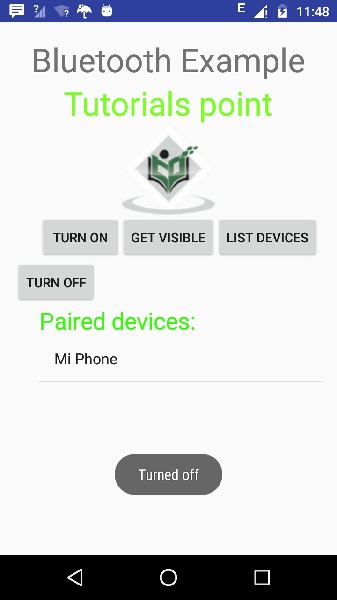 E 11:48
Bluetooth Example
Tutorials point
TURN ON GET VISIBLE LIST DEVICES
TURN OFF
Paired devices:
Mi Phone
Turned off